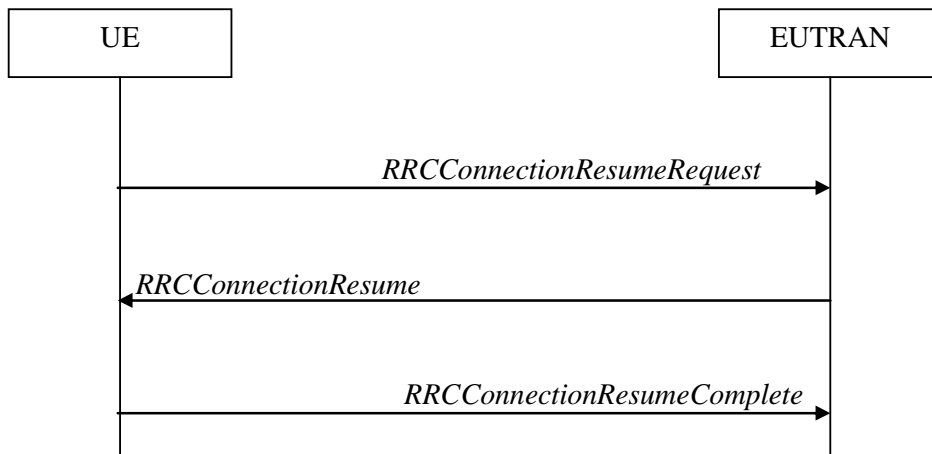 UE
EUTRAN
RRCConnectionResumeRequest
RRCConnectionResume
RRCConnectionResumeComplete